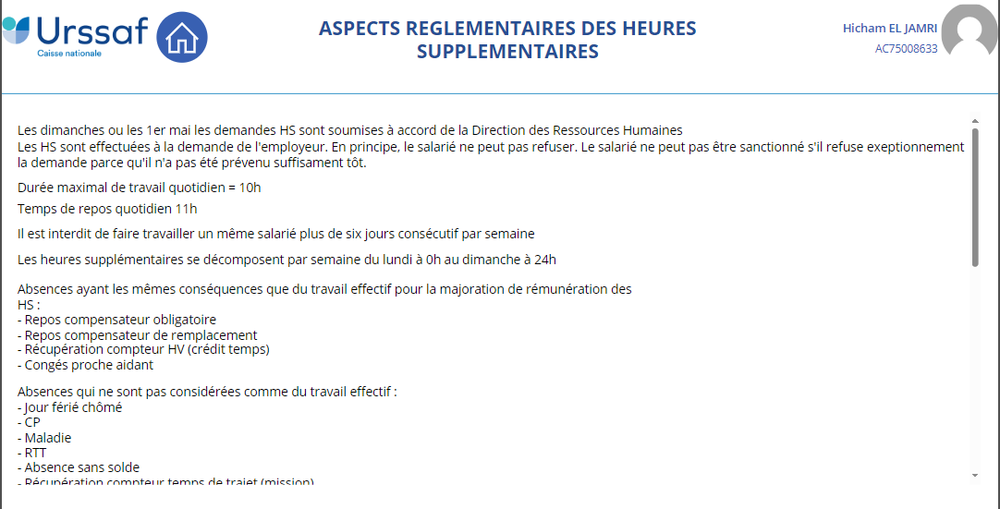 Urssaf
Caisse nationale
ASPECTS REGLEMENTAIRES DES HEURES
SUPPLEMENTAIRES
Hicham EL JAMRI
AC75008633
Les dimanches ou les 1er mai les demandes HS sont soumises à accord de la Direction des Ressources Humaines
Les HS sont effectuées à la demande de l'employeur. En principe, le salarié ne peut pas refuser. Le salarié ne peut pas être sanctionné s'il refuse exeptionnement
la demande parce qu'il n'a pas été prévenu suffisament tôt.
Durée maximal de travail quotidien = 10h
Temps de repos quotidien 11h
Il est interdit de faire travailler un même salarié plus de six jours consécutif par semaine
Les heures supplémentaires se décomposent par semaine du lundi à 0h au dimanche à 24h
Absences ayant les mêmes conséquences que du travail effectif pour la majoration de rémunération des
HS :
- Repos compensateur obligatoire
- Repos compensateur de remplacement
- Récupération compteur HV (crédit temps)
- Congés proche aidant
Absences qui ne sont pas considérées comme du travail effectif :
- Jour férié chômé
- CP
- Maladie
- RTT
- Absence sans solde
- Récupération compteur temps de trajet (mission)